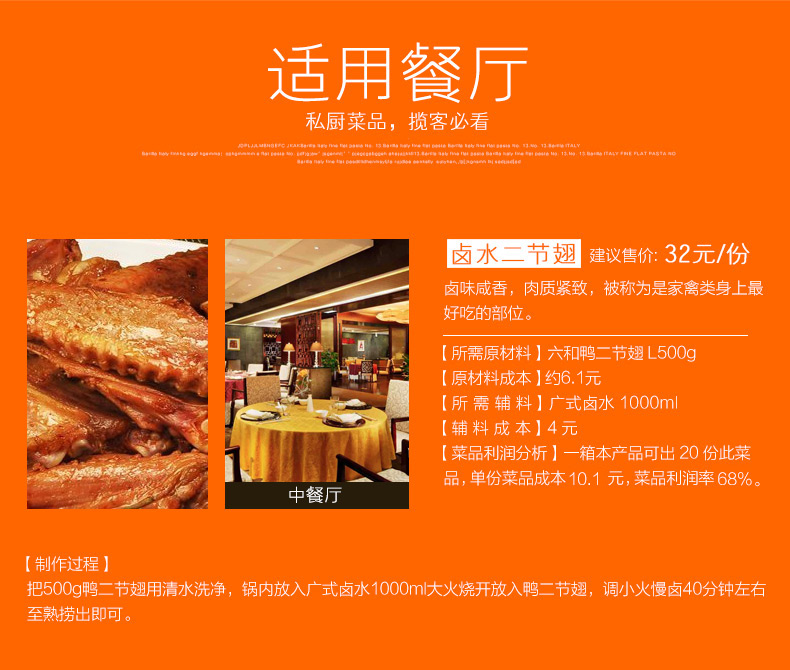 适用餐厅
私厨菜品，揽客必看
卤水二节翅 建议售价: 32元/份
卤味咸香，肉质紧致，被称为是家禽类身上最
好吃的部位。
【所需原材料】六和鸭二节翅 L500g
【原材料成本】约6.1元
【所 需 辅 料】广式卤水 1000ml
【辅 料 成 本】4 元
【菜品利润分析】一箱本产品可出 20 份此菜
品，单份菜品成本10.1 元，菜品利润率68%。
中餐厅
【制作过程】
把500g鸭二节翅用清水洗净，锅内放入广式卤水1000ml大火烧开放入鸭二节翅，调小火慢卤40分钟左右
至熟捞出即可。